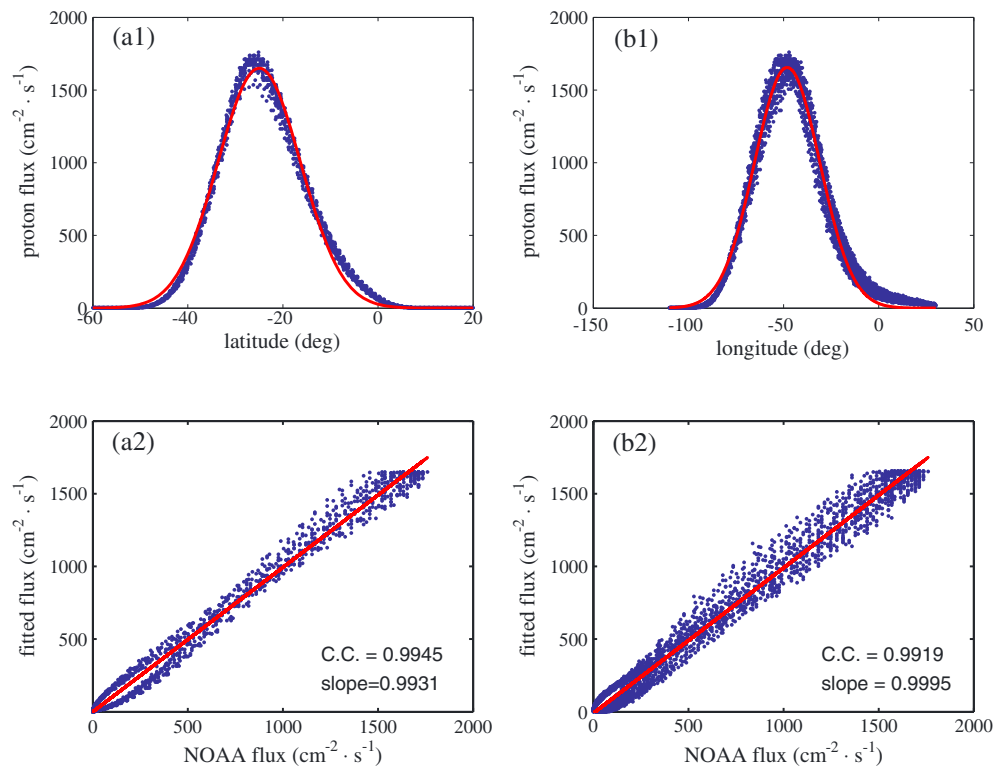 (a1)
2000
1500
1000
500
0
-60
-40
-20
0
20
latitude (deg)
proton flux (cm⁻² · s⁻¹)
(b1)
2000
1500
1000
500
0
-150
-100
-50
0
50
longitude (deg)
proton flux (cm⁻² · s⁻¹)
(a2)
2000
1500
1000
500
0
0
500
1000
1500
2000
C.C. = 0.9945
slope=0.9931
NOAA flux (cm⁻² · s⁻¹)
fitted flux (cm⁻² · s⁻¹)
(b2)
2000
1500
1000
500
0
0
500
1000
1500
2000
C.C. = 0.9919
slope = 0.9995
NOAA flux (cm⁻² · s⁻¹)
fitted flux (cm⁻² · s⁻¹)